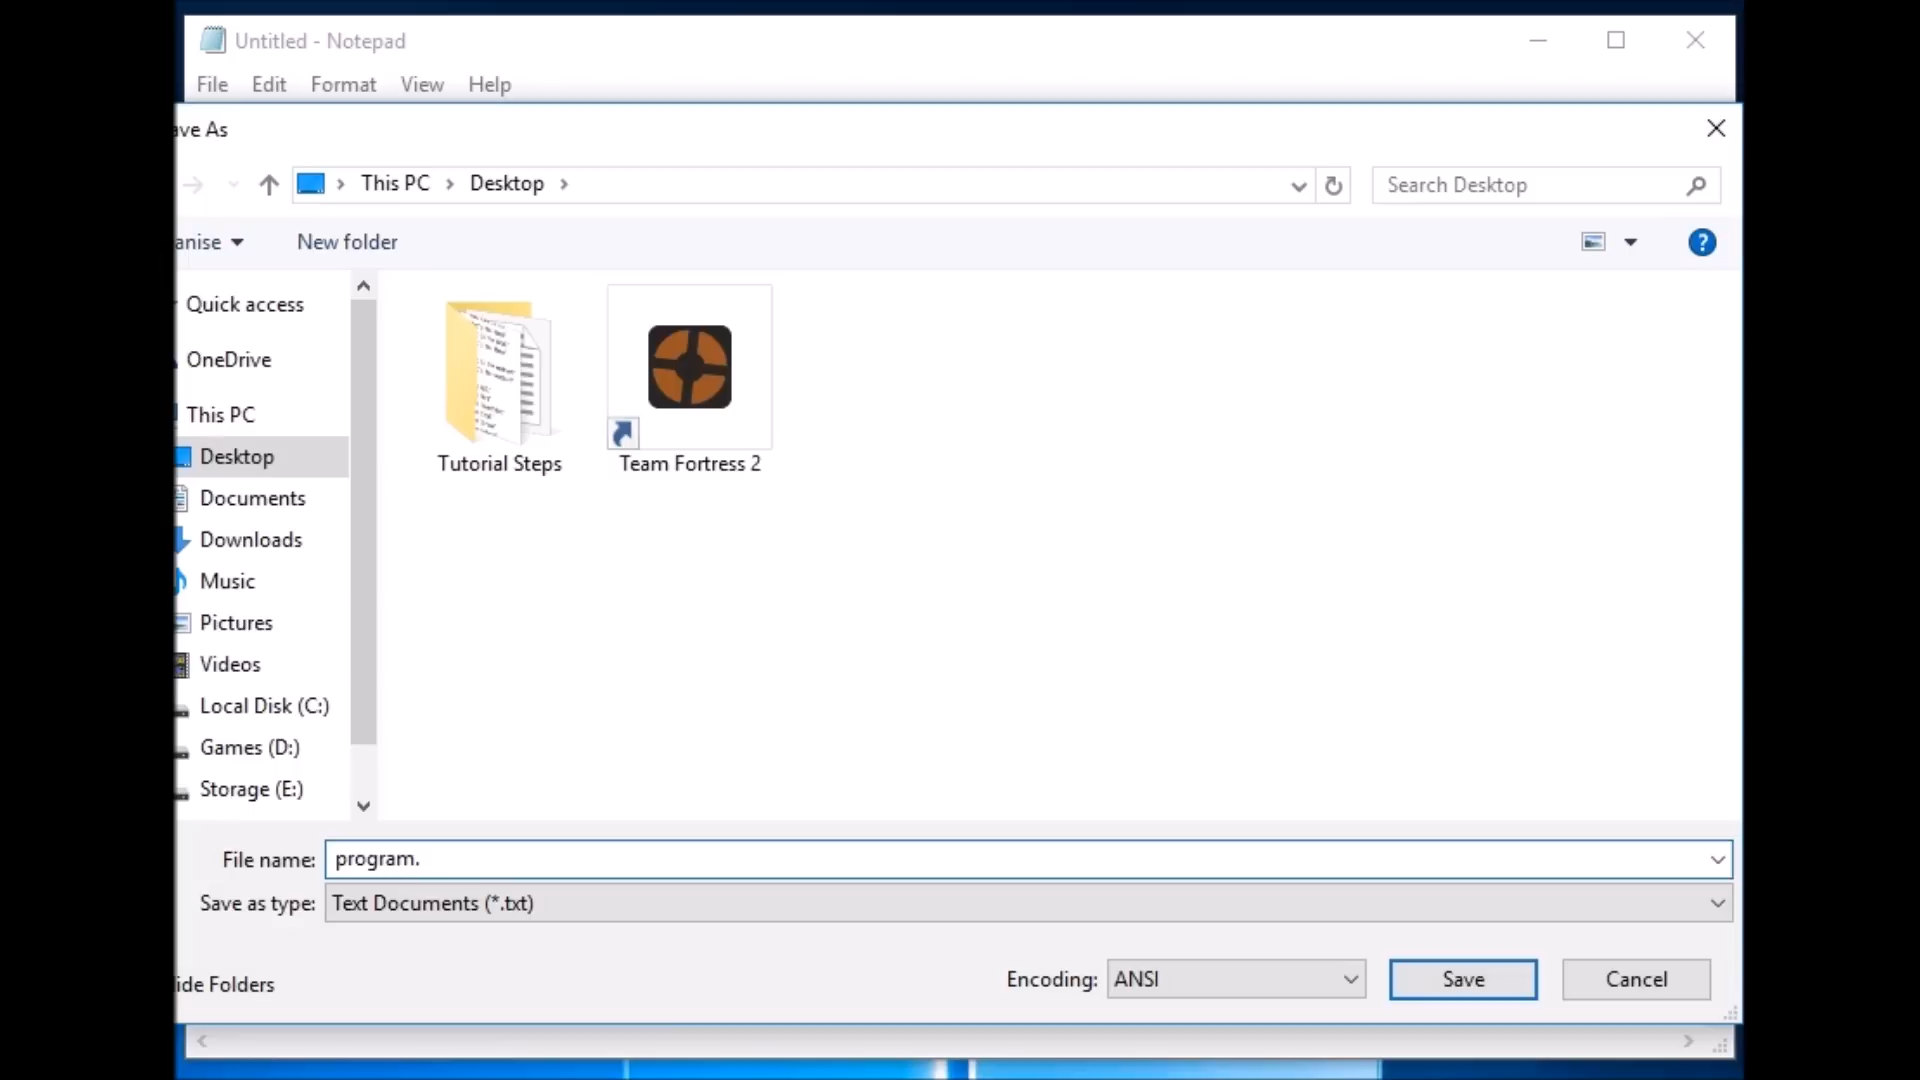 Untitled - Notepad
File Edit Format View Help
ave As
This PC Desktop
Search Desktop
anise New folder
Quick access
OneDrive
This PC
Desktop
Documents
Downloads
Music
Pictures
Videos
Local Disk (C:)
Games (D:)
Storage (E:)
Tutorial Steps
Team Fortress 2
File name: program.
Save as type: Text Documents (*.txt)
ide Folders
Encoding: ANSI
Save
Cancel